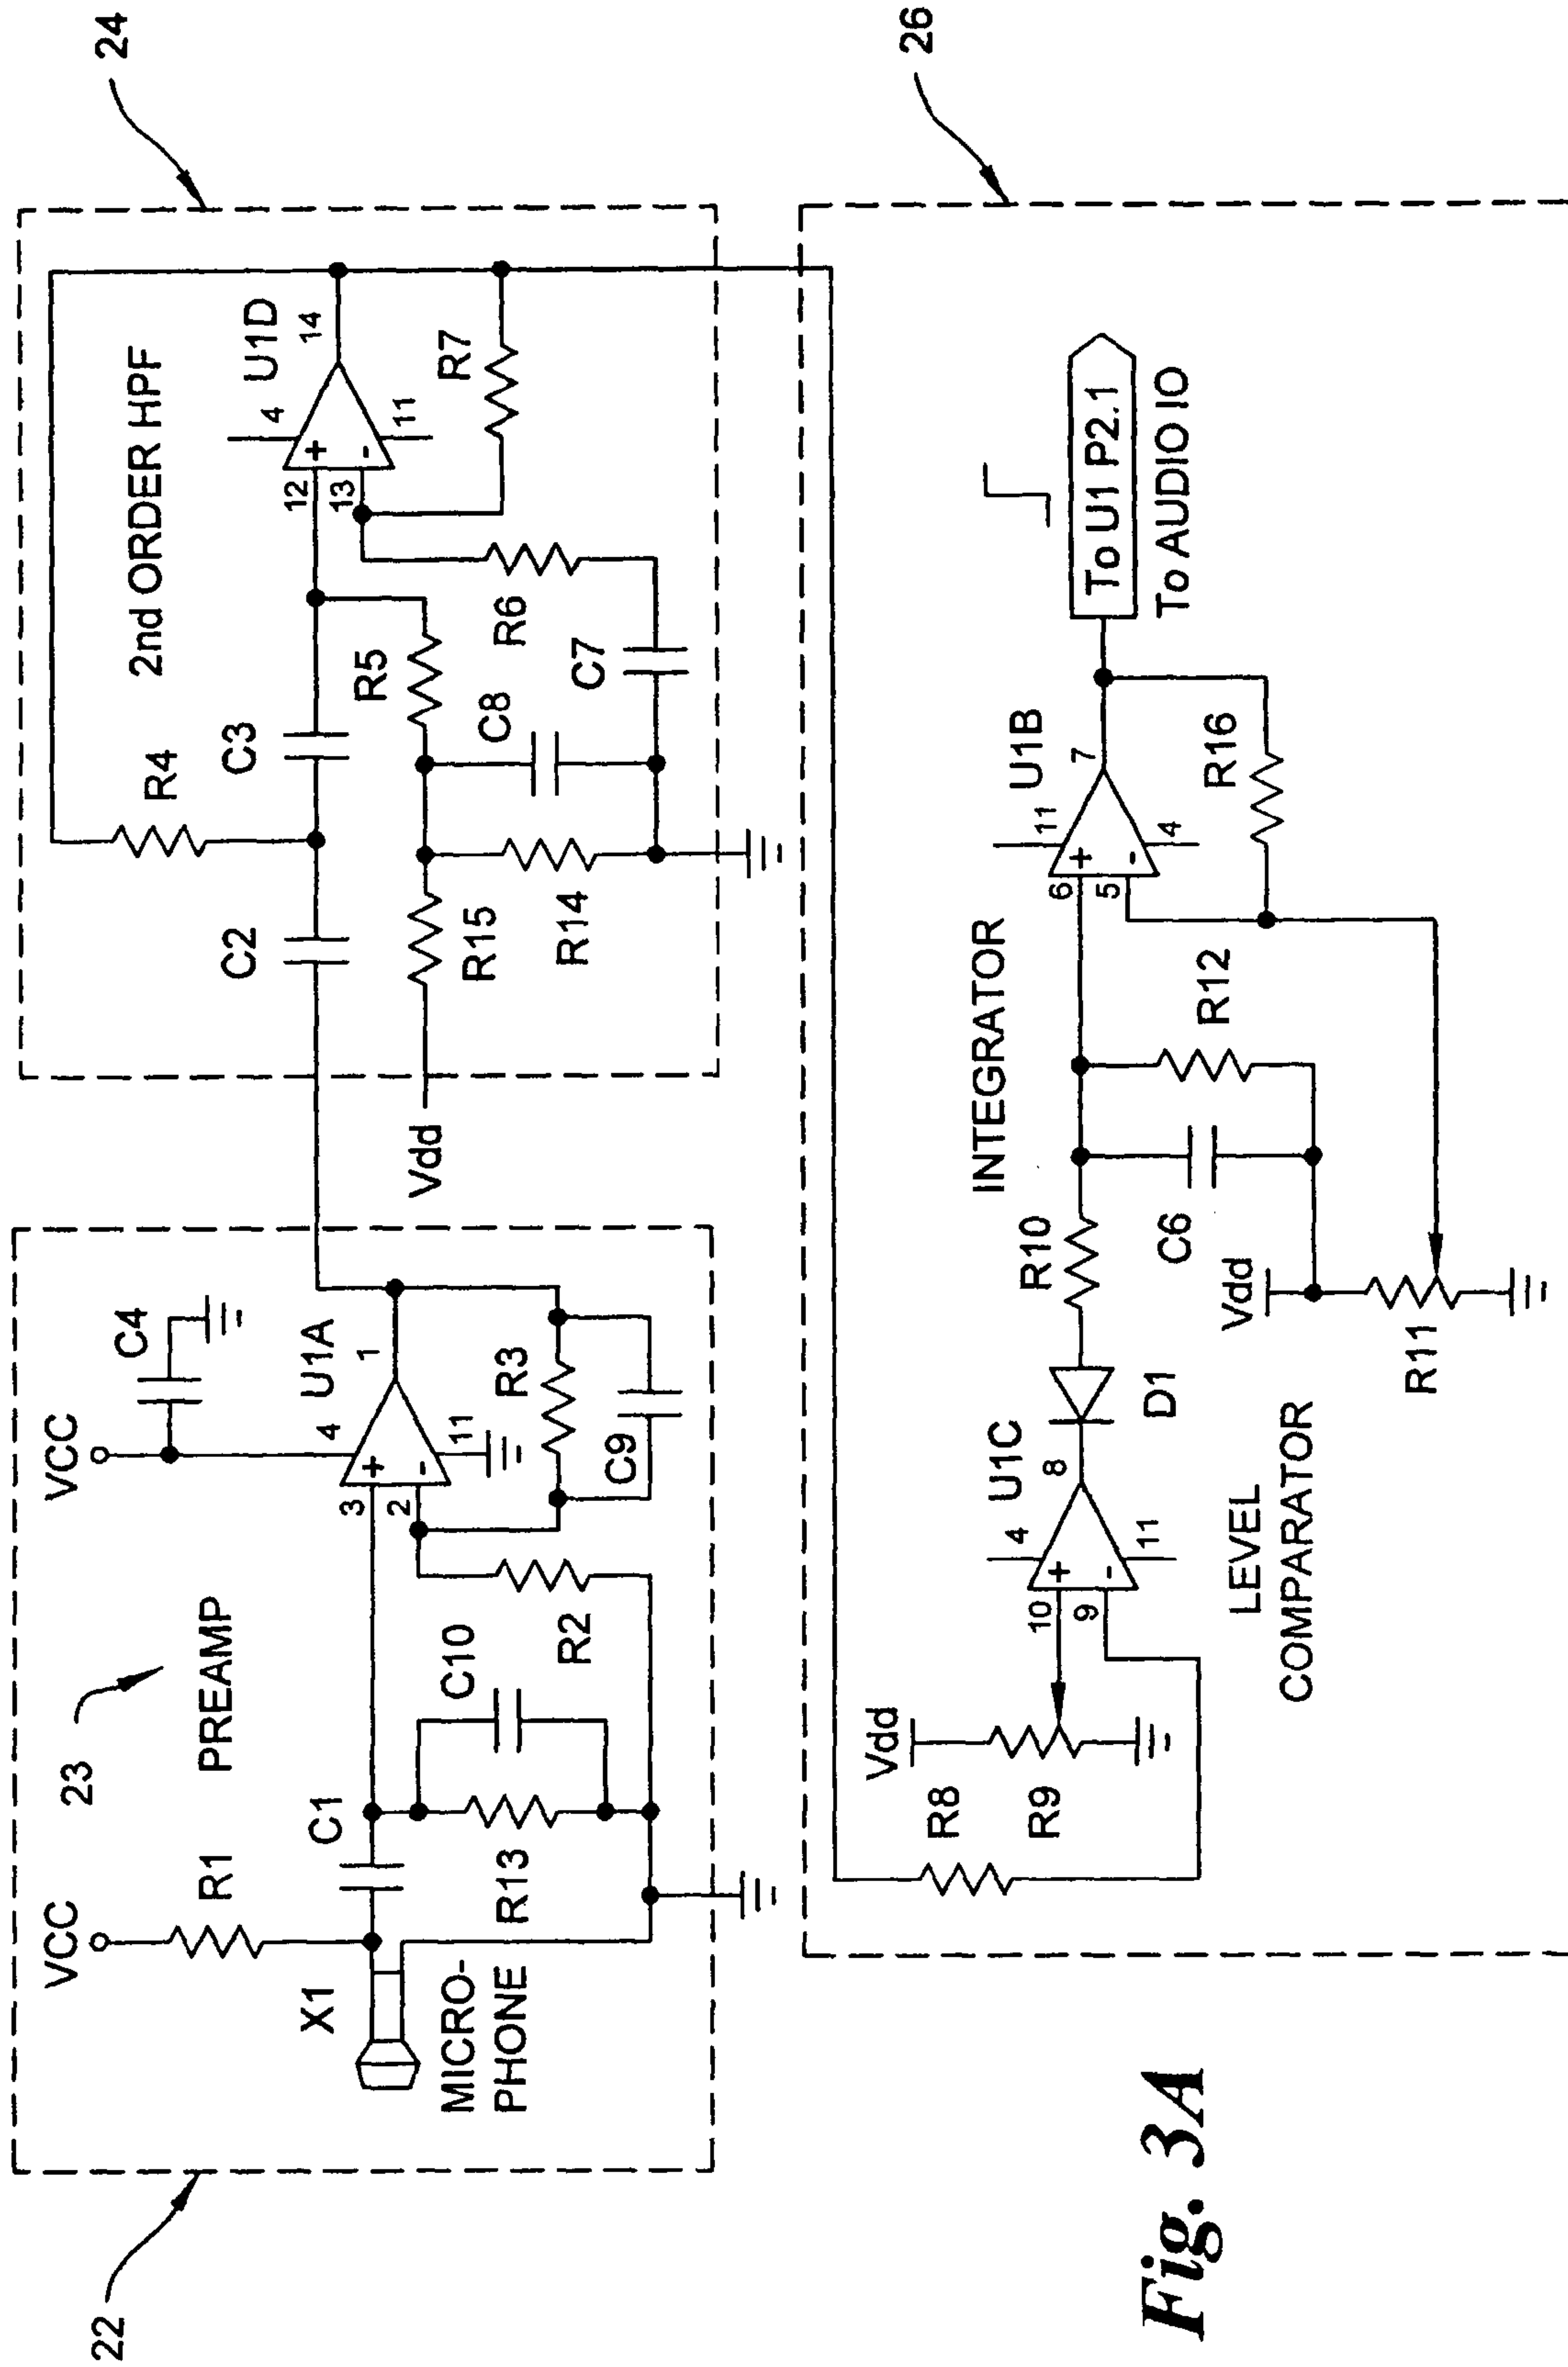 22
23
24
26
VCC
R1
X1
MICRO-
PHONE
C1
R13
C10
PREAMP
R2
VCC
C4
U1A
3
2
4
1
11
+
-
R3
C9
2nd ORDER HPF
C2
R4
C3
Vdd
R15
R14
R5
C8
R6
C7
U1D
12
13
4
14
11
+
-
R7
R8
Vdd
R9
10
9
4
U1C
8
11
+
-
LEVEL
COMPARATOR
D1
R10
INTEGRATOR
C6
R12
Vdd
R11
6
5
11
U1B
7
4
+
-
R16
To U1 P2.1
To AUDIO IO
Fig. 3A